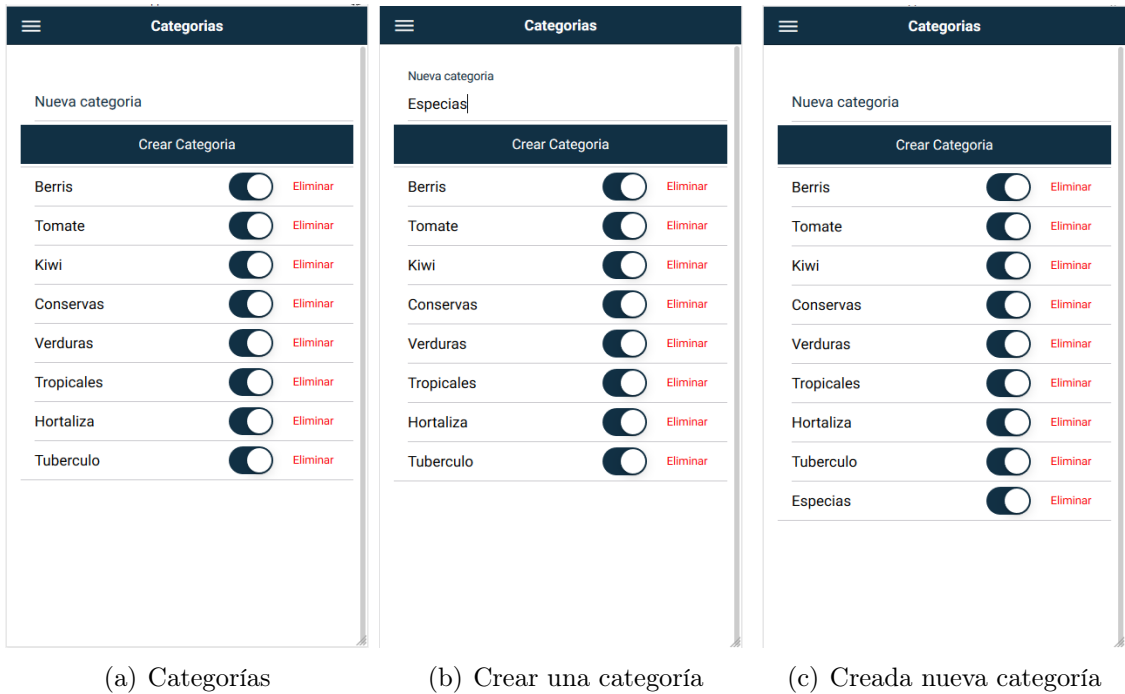 Categorias
Nueva categoria
Crear Categoria
Berris Eliminar
Tomate Eliminar
Kiwi Eliminar
Conservas Eliminar
Verduras Eliminar
Tropicales Eliminar
Hortaliza Eliminar
Tuberculo Eliminar
(a) Categorías
Categorias
Nueva categoria
Especias
Crear Categoria
Berris Eliminar
Tomate Eliminar
Kiwi Eliminar
Conservas Eliminar
Verduras Eliminar
Tropicales Eliminar
Hortaliza Eliminar
Tuberculo Eliminar
(b) Crear una categoría
Categorias
Nueva categoria
Crear Categoria
Berris Eliminar
Tomate Eliminar
Kiwi Eliminar
Conservas Eliminar
Verduras Eliminar
Tropicales Eliminar
Hortaliza Eliminar
Tuberculo Eliminar
Especias Eliminar
(c) Creada nueva categoría